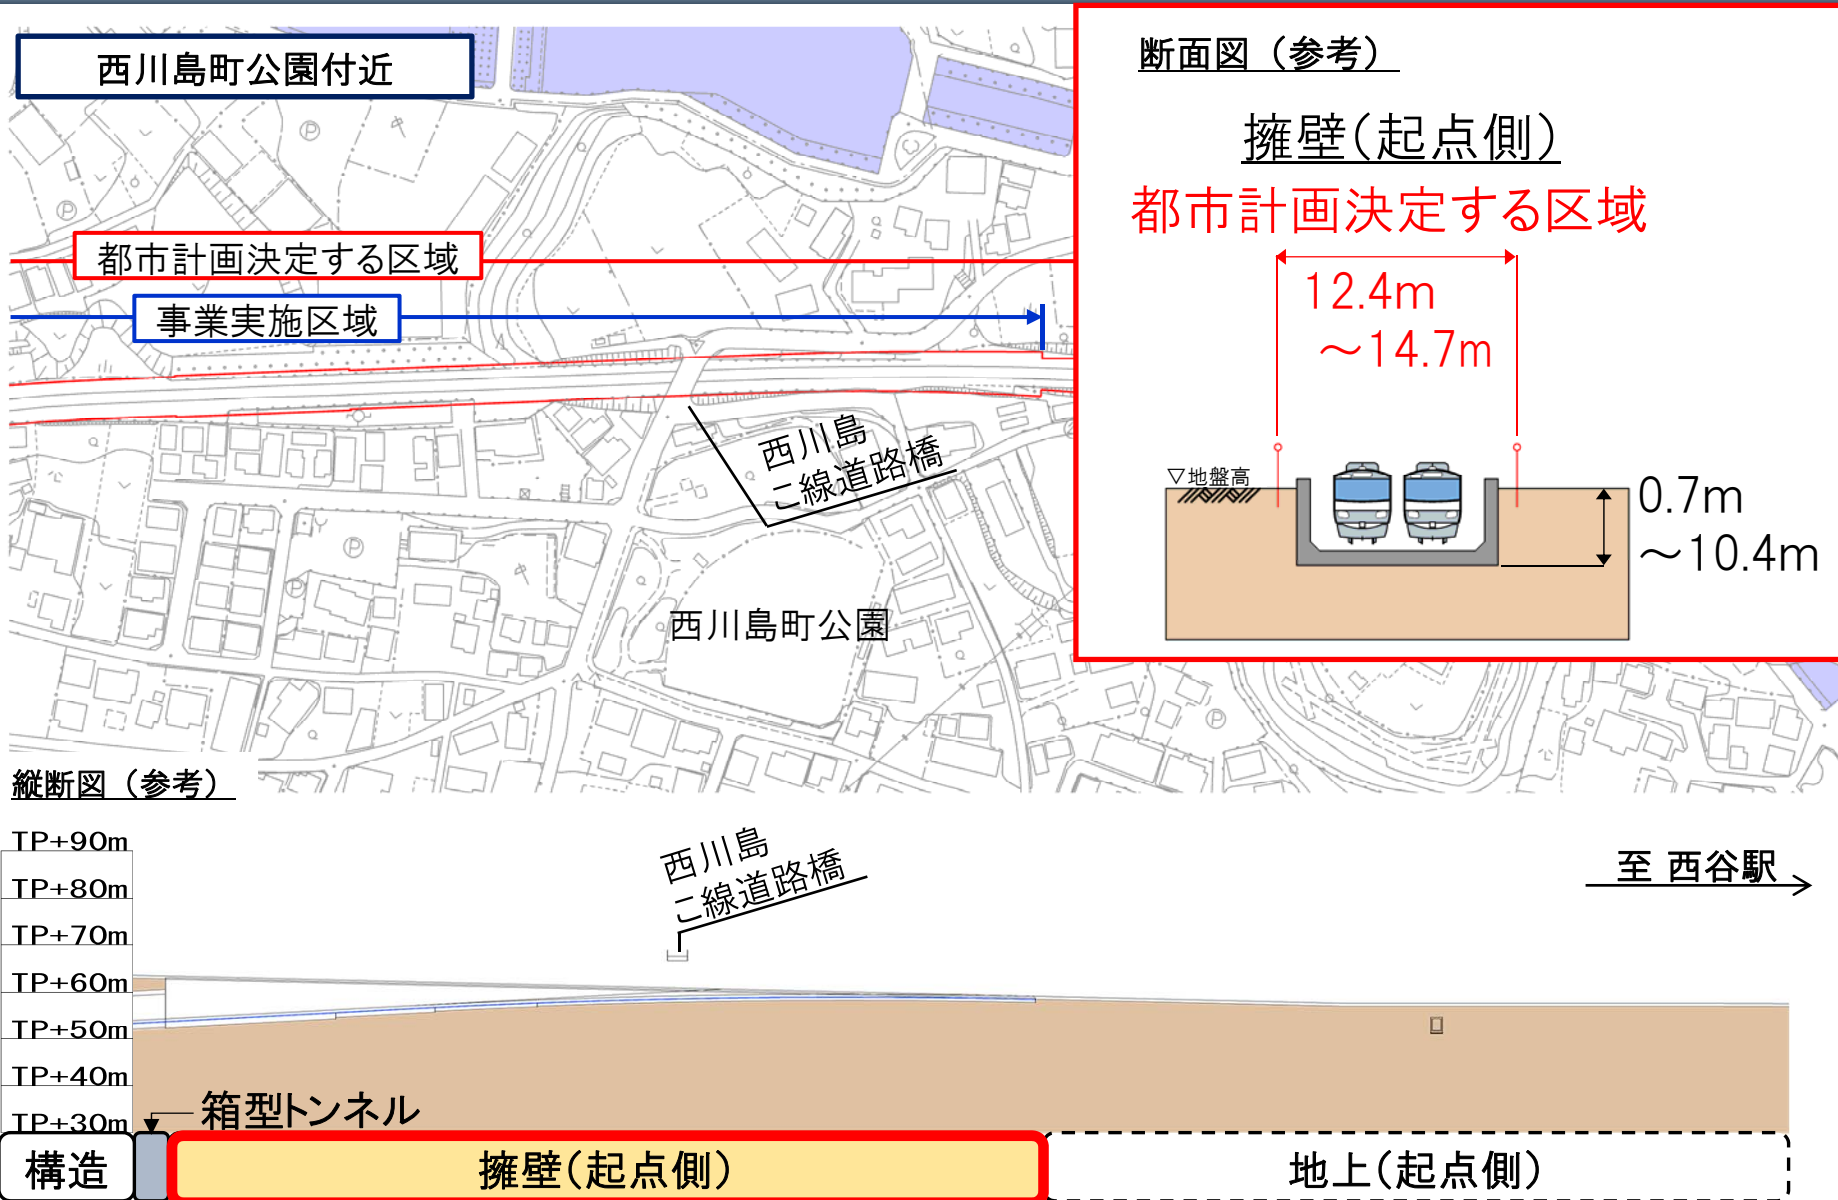 西川島町公園付近
都市計画決定する区域
事業実施区域
西川島
こ線道路橋
西川島町公園
断面図（参考）
擁壁（起点側）
都市計画決定する区域
12.4m
～14.7m
▽地盤高
0.7m
～10.4m
縦断図（参考）
TP+90m
TP+80m
TP+70m
TP+60m
TP+50m
TP+40m
TP+30m
西川島
こ線道路橋
至 西谷駅
箱型トンネル
構造
擁壁（起点側）
地上（起点側）